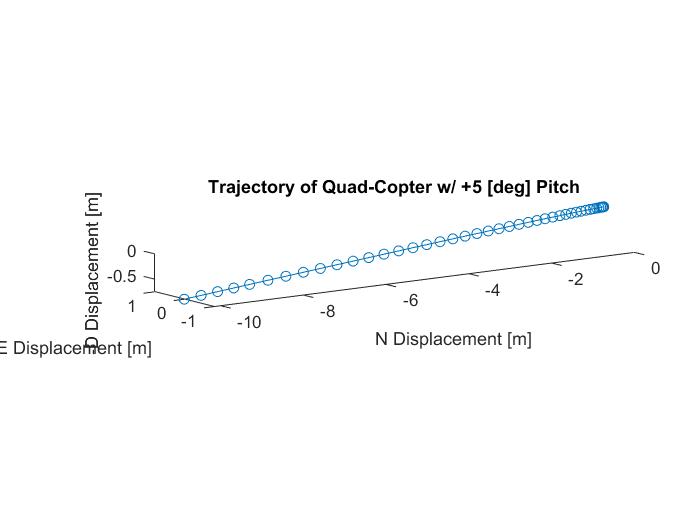 Trajectory of Quad-Copter w/ +5 [deg] Pitch
D Displacement [m]
0
-0.5
1
0
-1
-10
-8
-6
-4
-2
0
N Displacement [m]
E Displacement [m]